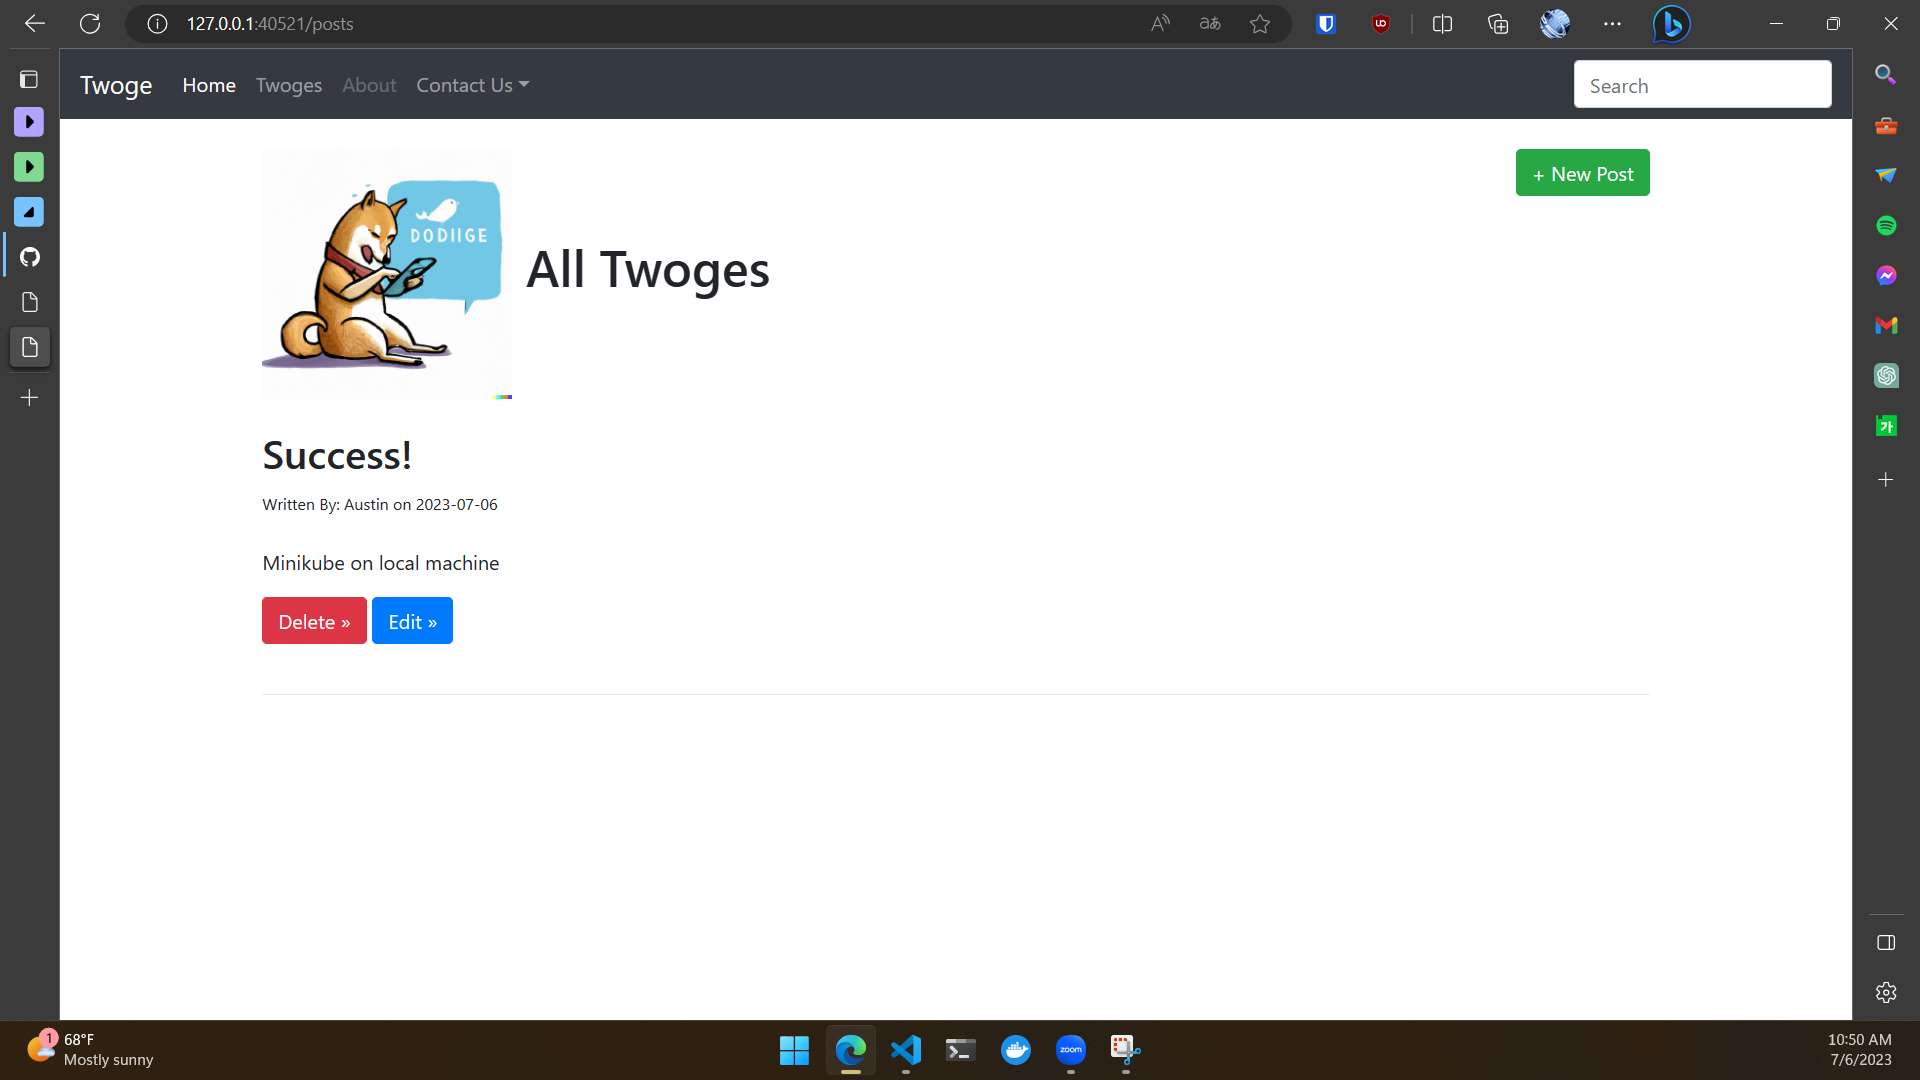 127.0.0.1:40521/posts
Twoge Home Twoges About Contact Us
Search
+ New Post
DODIIGE
All Twoges
Success!
Written By: Austin on 2023-07-06
Minikube on local machine
Delete »
Edit »
가
1
68°F
Mostly sunny
zoom
10:50 AM
7/6/2023